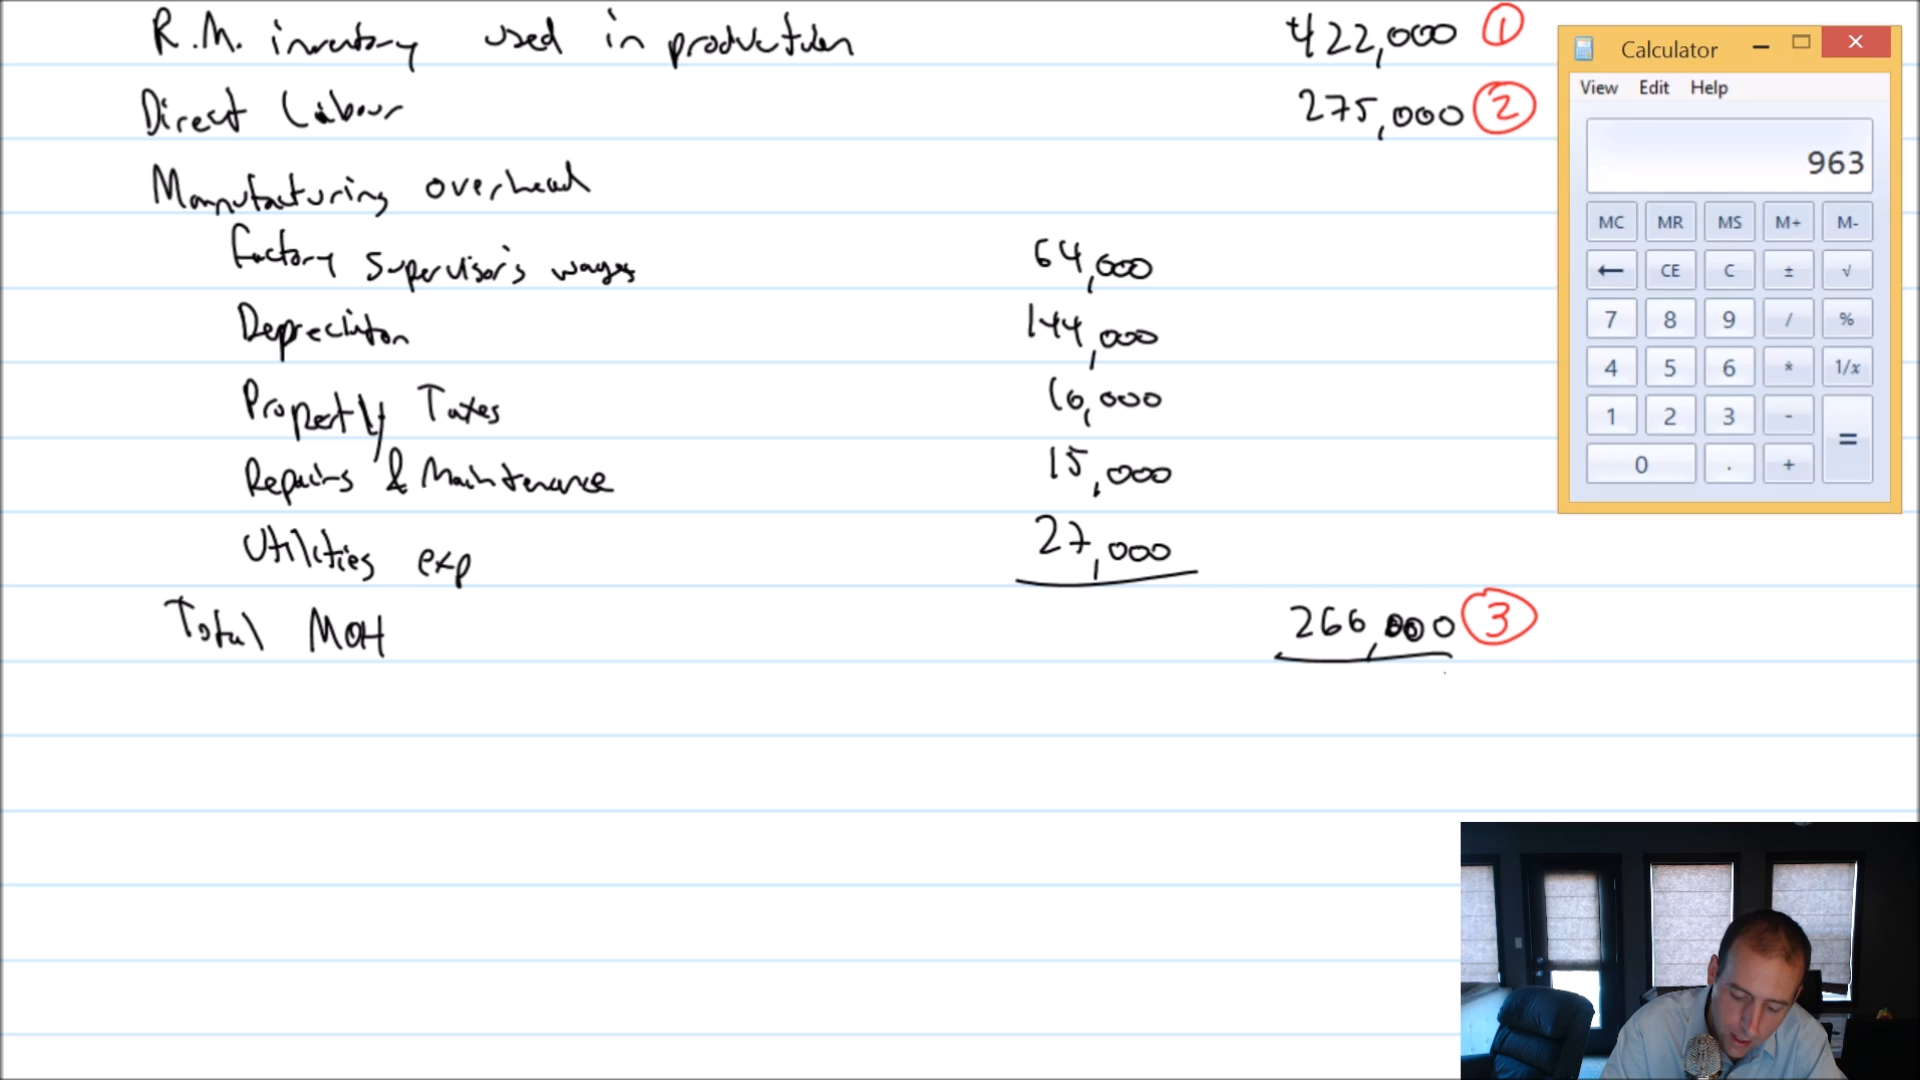 R.M. inventory used in production 422,000 1
Direct Labour 275,000 2
Manufacturing overhead
Factory Supervisor's wages 64,000
Depreciation 144,000
Property Taxes 16,000
Repairs & Maintenance 15,000
Utilities exp 27,000
Total MOH 266,000 3
Calculator
View Edit Help
963
MC MR MS M+ M-
← CE C ± √
7 8 9 / %
4 5 6 * 1/x
1 2 3 - =
0 . +